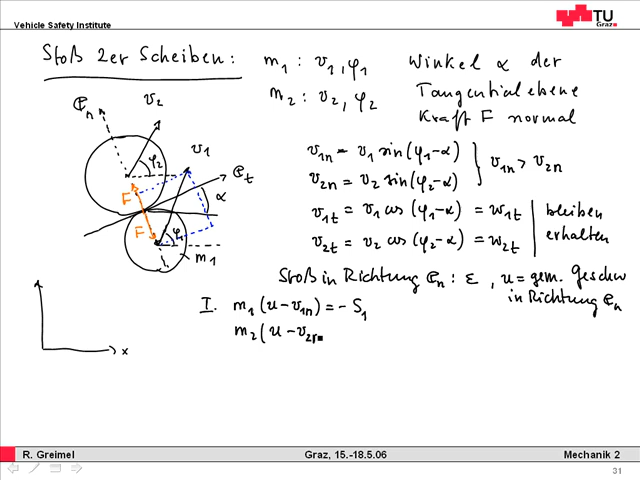 Vehicle Safety Institute
TU
Graz
Stoß 2er Scheiben:
m₁ : v₁, φ₁
Winkel α der
m₂ : v₂, φ₂
Tangentialebene
Kraft F normal
𝐞n
v₂
φ₂
v₁
𝐞t
α
F
F
φ₁
m₁
x
v₁n = v₁ sin(φ₁-α)
v₂n = v₂ sin(φ₂-α)
v₁n > v₂n
v₁t = v₁ cos(φ₁-α) = w₁t
v₂t = v₂ cos(φ₂-α) = w₂t
bleiben
erhalten
Stoß in Richtung 𝐞n : ε , u = gem. Geschw
in Richtung 𝐞n
I. m₁(u - v₁n) = - S₁
m₂(u - v₂n
R. Greimel
Graz, 15.-18.5.06
Mechanik 2
31